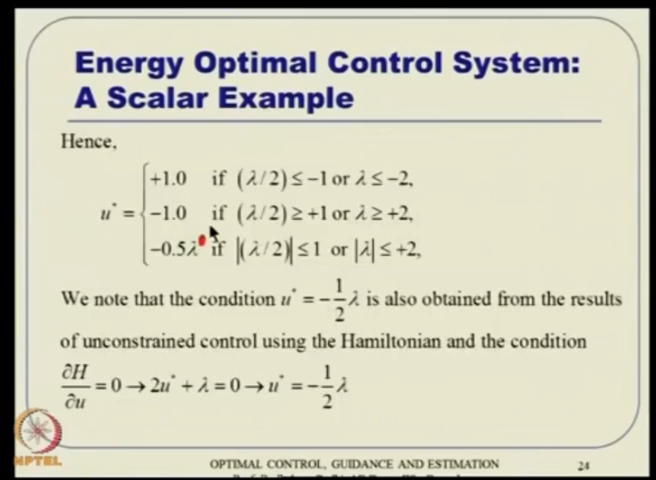 Energy Optimal Control System:
A Scalar Example
Hence,
+1.0 if (λ/2) ≤ −1 or λ ≤ −2,
u* = −1.0 if (λ/2) ≥ +1 or λ ≥ +2,
−0.5λ if |(λ/2)| ≤ 1 or |λ| ≤ +2,
We note that the condition u* = −1/2 λ is also obtained from the results
of unconstrained control using the Hamiltonian and the condition
∂H/∂u = 0 → 2u* + λ = 0 → u* = −1/2 λ
NPTEL
OPTIMAL CONTROL, GUIDANCE AND ESTIMATION 24